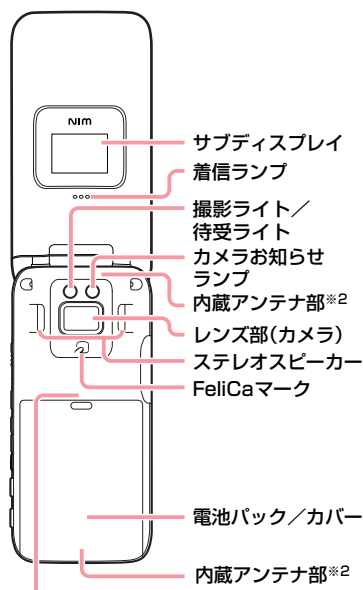 NIM
サブディスプレイ
着信ランプ
撮影ライト／
待受ライト
カメラお知らせ
ランプ
内蔵アンテナ部※2
レンズ部（カメラ）
ステレオスピーカー
FeliCaマーク
電池パック／カバー
内蔵アンテナ部※2